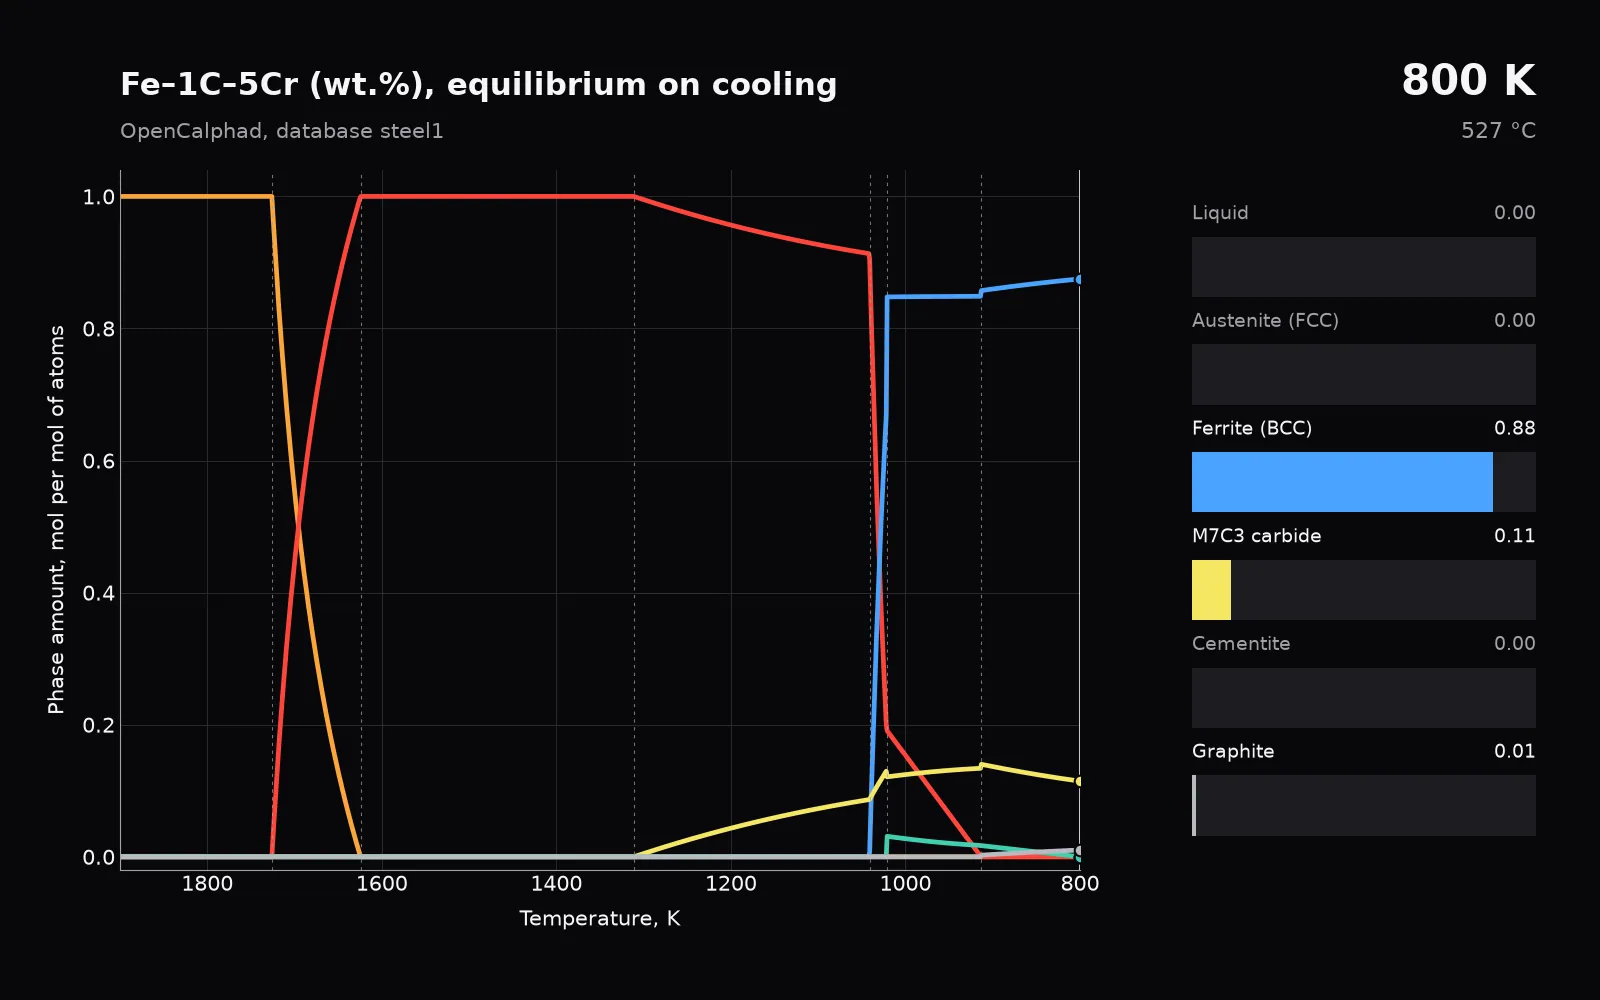 Fe–1C–5Cr (wt.%), equilibrium on cooling
OpenCalphad, database steel1
800 K
527 °C
Phase amount, mol per mol of atoms
1.0
0.8
0.6
0.4
0.2
0.0
1800 1600 1400 1200 1000 800
Temperature, K
Liquid 0.00
Austenite (FCC) 0.00
Ferrite (BCC) 0.88
M7C3 carbide 0.11
Cementite 0.00
Graphite 0.01